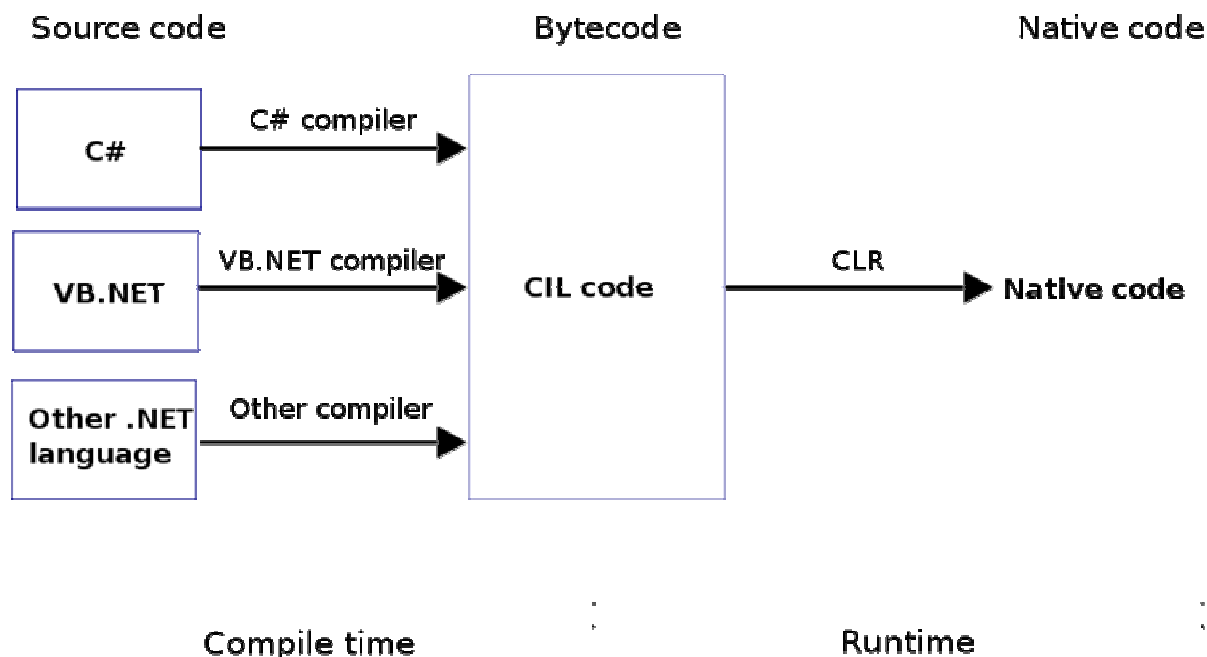 Source code
Bytecode
Native code
C#
C# compiler
VB.NET
VB.NET compiler
CIL code
CLR
Native code
Other .NET
language
Other compiler
Compile time
Runtime